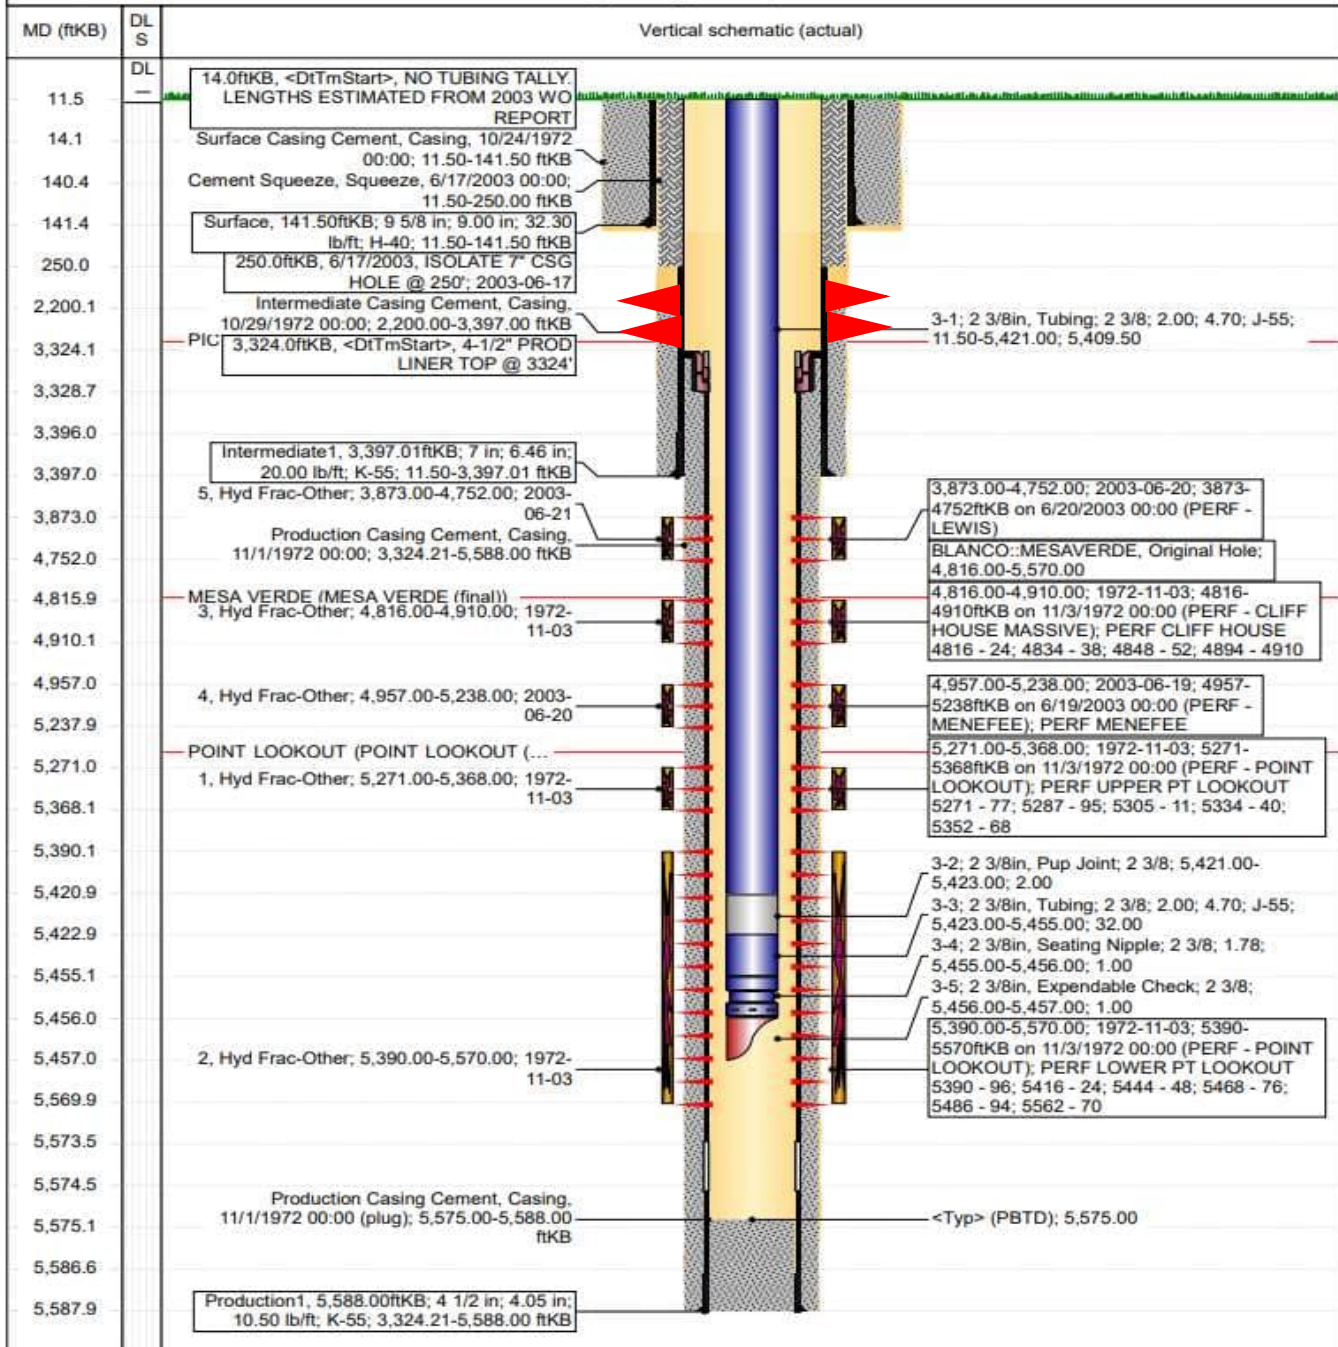 MD (ftKB)
DL
S
Vertical schematic (actual)
DL
—
11.5
14.1
140.4
141.4
250.0
2,200.1
3,324.1
3,328.7
3,396.0
3,397.0
3,873.0
4,752.0
4,815.9
4,910.1
4,957.0
5,237.9
5,271.0
5,368.1
5,390.1
5,420.9
5,422.9
5,455.1
5,456.0
5,457.0
5,569.9
5,573.5
5,574.5
5,575.1
5,586.6
5,587.9
14.0ftKB, <DtTmStart>, NO TUBING TALLY.
LENGTHS ESTIMATED FROM 2003 WO
REPORT
Surface Casing Cement, Casing, 10/24/1972
00:00; 11.50-141.50 ftKB
Cement Squeeze, Squeeze, 6/17/2003 00:00;
11.50-250.00 ftKB
Surface, 141.50ftKB; 9 5/8 in; 9.00 in; 32.30
lb/ft; H-40; 11.50-141.50 ftKB
250.0ftKB, 6/17/2003, ISOLATE 7" CSG
HOLE @ 250'; 2003-06-17
Intermediate Casing Cement, Casing,
10/29/1972 00:00; 2,200.00-3,397.00 ftKB
PIC
3,324.0ftKB, <DtTmStart>, 4-1/2" PROD
LINER TOP @ 3324'
Intermediate1, 3,397.01ftKB; 7 in; 6.46 in;
20.00 lb/ft; K-55; 11.50-3,397.01 ftKB
5, Hyd Frac-Other; 3,873.00-4,752.00; 2003-
06-21
Production Casing Cement, Casing,
11/1/1972 00:00; 3,324.21-5,588.00 ftKB
MESA VERDE (MESA VERDE (final))
3, Hyd Frac-Other; 4,816.00-4,910.00; 1972-
11-03
4, Hyd Frac-Other; 4,957.00-5,238.00; 2003-
06-20
POINT LOOKOUT (POINT LOOKOUT (...
1, Hyd Frac-Other; 5,271.00-5,368.00; 1972-
11-03
2, Hyd Frac-Other; 5,390.00-5,570.00; 1972-
11-03
Production Casing Cement, Casing,
11/1/1972 00:00 (plug); 5,575.00-5,588.00
ftKB
Production1, 5,588.00ftKB; 4 1/2 in; 4.05 in;
10.50 lb/ft; K-55; 3,324.21-5,588.00 ftKB
3-1; 2 3/8in, Tubing; 2 3/8; 2.00; 4.70; J-55;
11.50-5,421.00; 5,409.50
3,873.00-4,752.00; 2003-06-20; 3873-
4752ftKB on 6/20/2003 00:00 (PERF -
LEWIS)
BLANCO::MESAVERDE, Original Hole;
4,816.00-5,570.00
4,816.00-4,910.00; 1972-11-03; 4816-
4910ftKB on 11/3/1972 00:00 (PERF - CLIFF
HOUSE MASSIVE); PERF CLIFF HOUSE
4816 - 24; 4834 - 38; 4848 - 52; 4894 - 4910
4,957.00-5,238.00; 2003-06-19; 4957-
5238ftKB on 6/19/2003 00:00 (PERF -
MENEFEE); PERF MENEFEE
5,271.00-5,368.00; 1972-11-03; 5271-
5368ftKB on 11/3/1972 00:00 (PERF - POINT
LOOKOUT); PERF UPPER PT LOOKOUT
5271 - 77; 5287 - 95; 5305 - 11; 5334 - 40;
5352 - 68
3-2; 2 3/8in, Pup Joint; 2 3/8; 5,421.00-
5,423.00; 2.00
3-3; 2 3/8in, Tubing; 2 3/8; 2.00; 4.70; J-55;
5,423.00-5,455.00; 32.00
3-4; 2 3/8in, Seating Nipple; 2 3/8; 1.78;
5,455.00-5,456.00; 1.00
3-5; 2 3/8in, Expendable Check; 2 3/8;
5,456.00-5,457.00; 1.00
5,390.00-5,570.00; 1972-11-03; 5390-
5570ftKB on 11/3/1972 00:00 (PERF - POINT
LOOKOUT); PERF LOWER PT LOOKOUT
5390 - 96; 5416 - 24; 5444 - 48; 5468 - 76;
5486 - 94; 5562 - 70
<Typ> (PBTD); 5,575.00